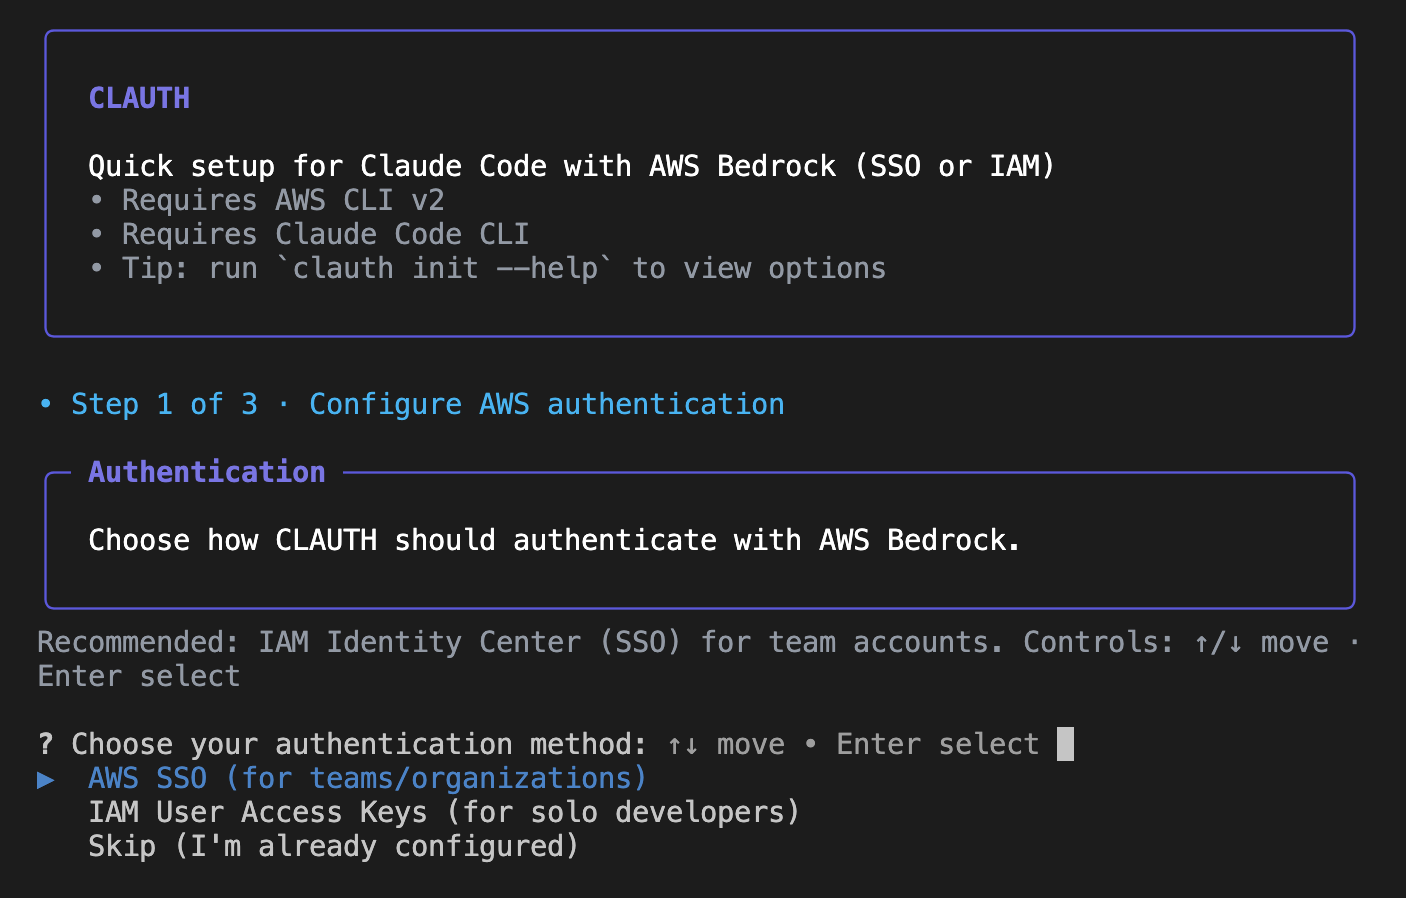 CLAUTH
Quick setup for Claude Code with AWS Bedrock (SSO or IAM)
• Requires AWS CLI v2
• Requires Claude Code CLI
• Tip: run `clauth init --help` to view options
• Step 1 of 3 · Configure AWS authentication
Authentication
Choose how CLAUTH should authenticate with AWS Bedrock.
Recommended: IAM Identity Center (SSO) for team accounts. Controls: ↑/↓ move ·
Enter select
? Choose your authentication method: ↑↓ move • Enter select
▶ AWS SSO (for teams/organizations)
IAM User Access Keys (for solo developers)
Skip (I'm already configured)